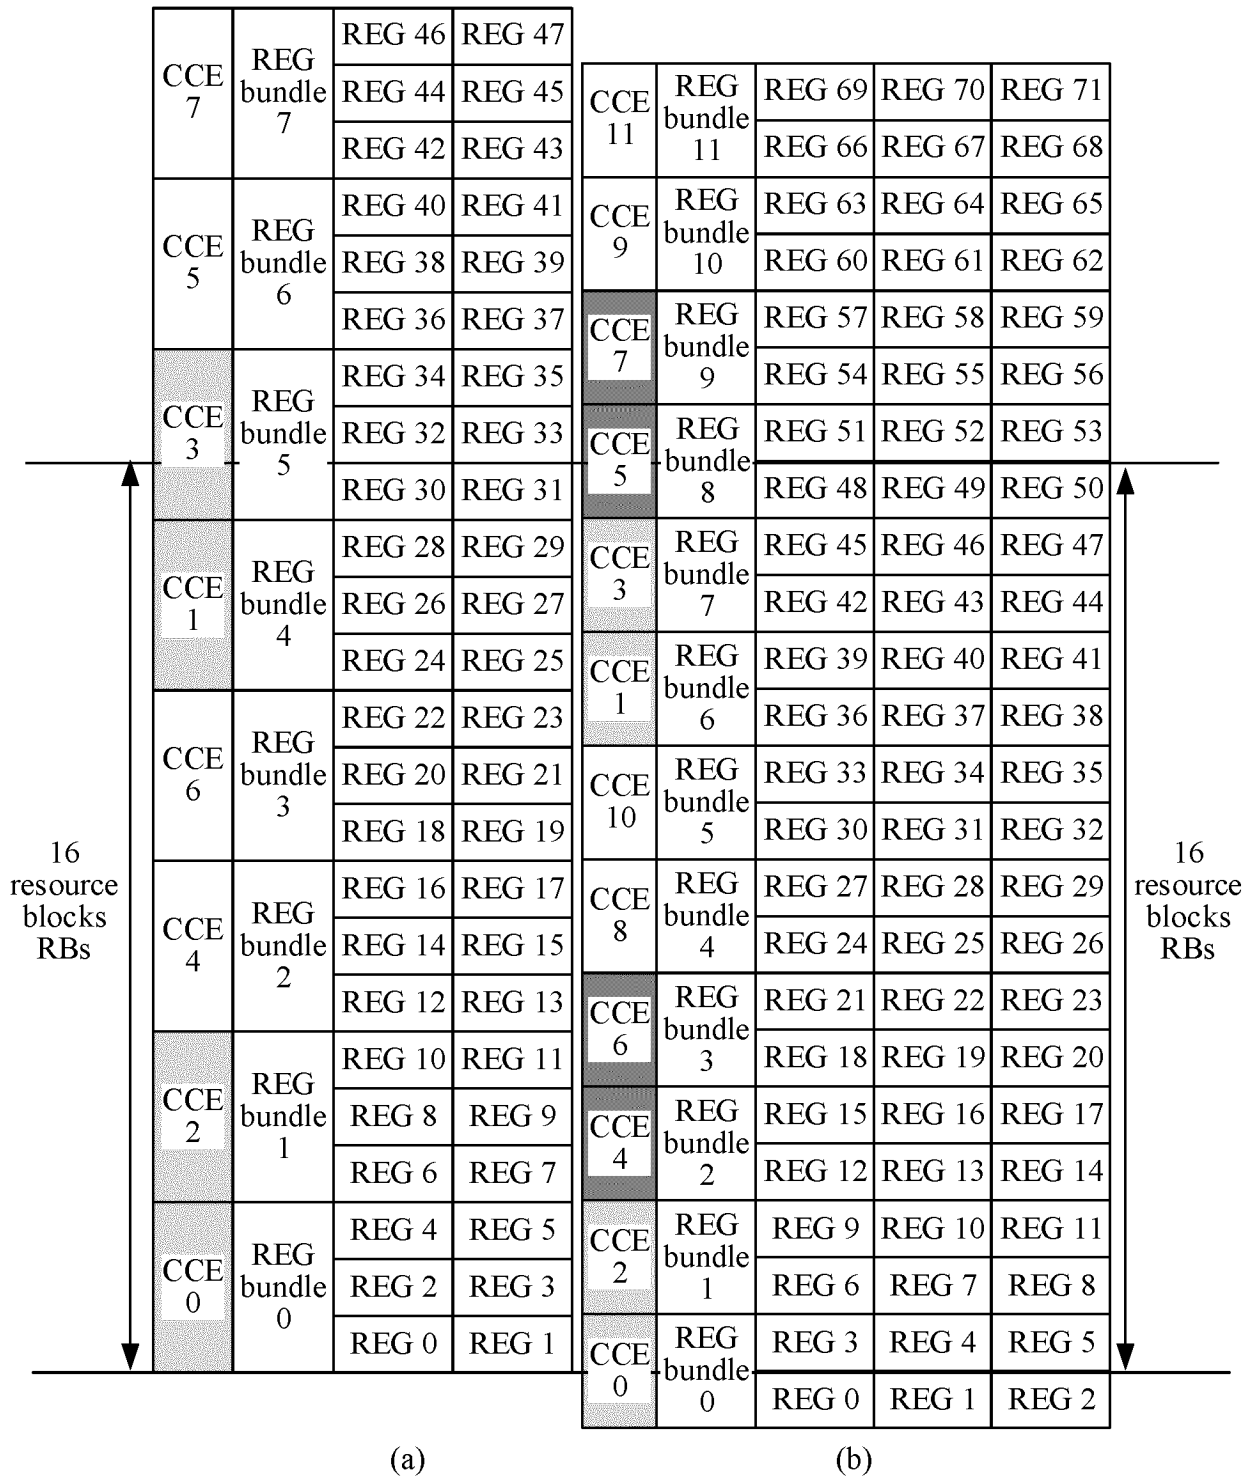 CCE 7
REG bundle 7
REG 46 REG 47
REG 44 REG 45
REG 42 REG 43
CCE 5
REG bundle 6
REG 40 REG 41
REG 38 REG 39
REG 36 REG 37
CCE 3
REG bundle 5
REG 34 REG 35
REG 32 REG 33
REG 30 REG 31
CCE 1
REG bundle 4
REG 28 REG 29
REG 26 REG 27
REG 24 REG 25
CCE 6
REG bundle 3
REG 22 REG 23
REG 20 REG 21
REG 18 REG 19
CCE 4
REG bundle 2
REG 16 REG 17
REG 14 REG 15
REG 12 REG 13
CCE 2
REG bundle 1
REG 10 REG 11
REG 8 REG 9
REG 6 REG 7
CCE 0
REG bundle 0
REG 4 REG 5
REG 2 REG 3
REG 0 REG 1
16
resource
blocks
RBs
(a)
CCE 11
REG bundle 11
REG 69 REG 70 REG 71
REG 66 REG 67 REG 68
CCE 9
REG bundle 10
REG 63 REG 64 REG 65
REG 60 REG 61 REG 62
CCE 7
REG bundle 9
REG 57 REG 58 REG 59
REG 54 REG 55 REG 56
CCE 5
REG bundle 8
REG 51 REG 52 REG 53
REG 48 REG 49 REG 50
CCE 3
REG bundle 7
REG 45 REG 46 REG 47
REG 42 REG 43 REG 44
CCE 1
REG bundle 6
REG 39 REG 40 REG 41
REG 36 REG 37 REG 38
CCE 10
REG bundle 5
REG 33 REG 34 REG 35
REG 30 REG 31 REG 32
CCE 8
REG bundle 4
REG 27 REG 28 REG 29
REG 24 REG 25 REG 26
CCE 6
REG bundle 3
REG 21 REG 22 REG 23
REG 18 REG 19 REG 20
CCE 4
REG bundle 2
REG 15 REG 16 REG 17
REG 12 REG 13 REG 14
CCE 2
REG bundle 1
REG 9 REG 10 REG 11
REG 6 REG 7 REG 8
CCE 0
REG bundle 0
REG 3 REG 4 REG 5
REG 0 REG 1 REG 2
16
resource
blocks
RBs
(b)